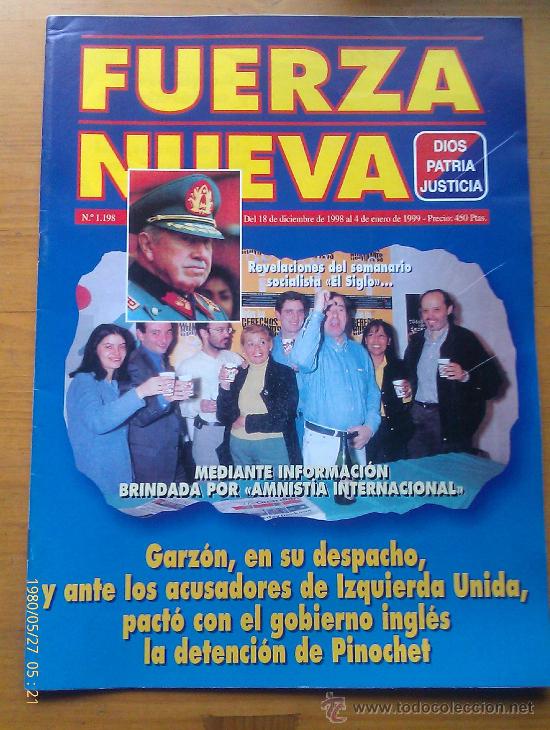 FUERZA
NUEVA
DIOS
PATRIA
JUSTICIA
N.º 1.198
Del 18 de diciembre de 1998 al 4 de enero de 1999 - Precio: 450 Ptas.
Revelaciones del semanario
socialista «El Siglo»...
DERECHOS
MEDIANTE INFORMACIÓN
BRINDADA POR «AMNISTÍA INTERNACIONAL»
Garzón, en su despacho,
y ante los acusadores de Izquierda Unida,
pactó con el gobierno inglés
la detención de Pinochet
1980/05/27 05:21
www.todocoleccion.net